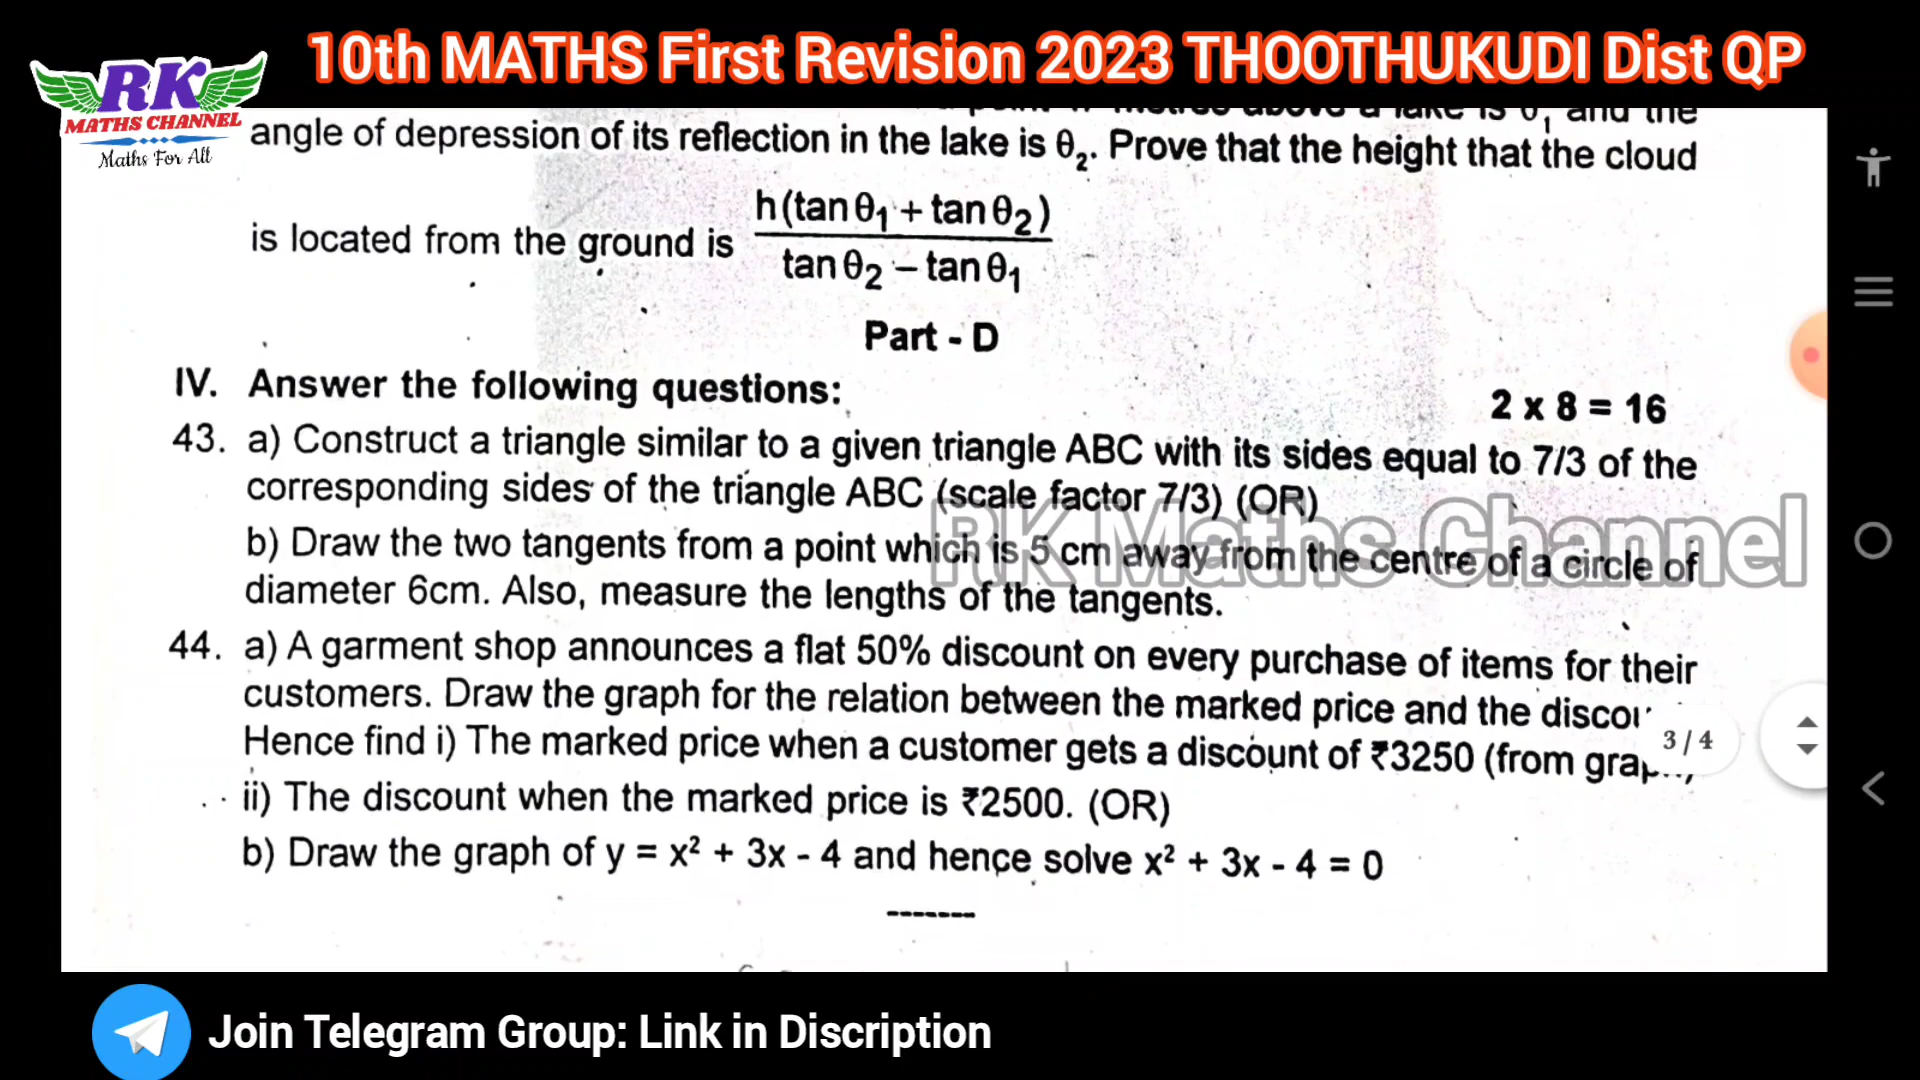 10th MATHS First Revision 2023 THOOTHUKUDI Dist QP
RK
MATHS CHANNEL
Maths For All
metres above a lake is θ₁ and the
angle of depression of its reflection in the lake is θ₂. Prove that the height that the cloud
is located from the ground is h(tanθ₁ + tanθ₂) / tanθ₂ – tanθ₁
Part - D
IV. Answer the following questions:
2 x 8 = 16
43. a) Construct a triangle similar to a given triangle ABC with its sides equal to 7/3 of the
corresponding sides of the triangle ABC (scale factor 7/3) (OR)
RK Maths Channel
b) Draw the two tangents from a point which is 5 cm away from the centre of a circle of
diameter 6cm. Also, measure the lengths of the tangents.
44. a) A garment shop announces a flat 50% discount on every purchase of items for their
customers. Draw the graph for the relation between the marked price and the
Hence find i) The marked price when a customer gets a discount of ₹3250 (from
3 / 4
ii) The discount when the marked price is ₹2500. (OR)
b) Draw the graph of y = x² + 3x - 4 and hence solve x² + 3x - 4 = 0
-------
Join Telegram Group: Link in Discription